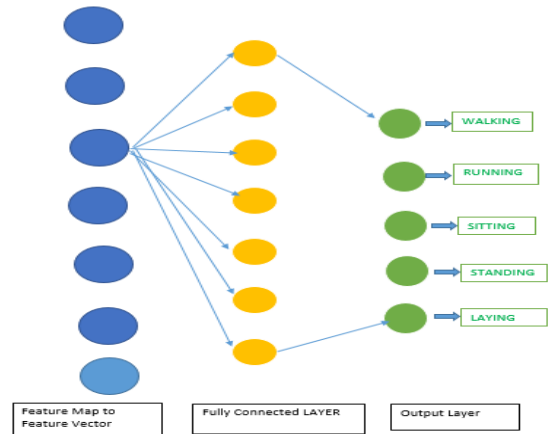 WALKING
RUNNING
SITTING
STANDING
LAYING
Feature Map to
Feature Vector
Fully Connected LAYER
Output Layer